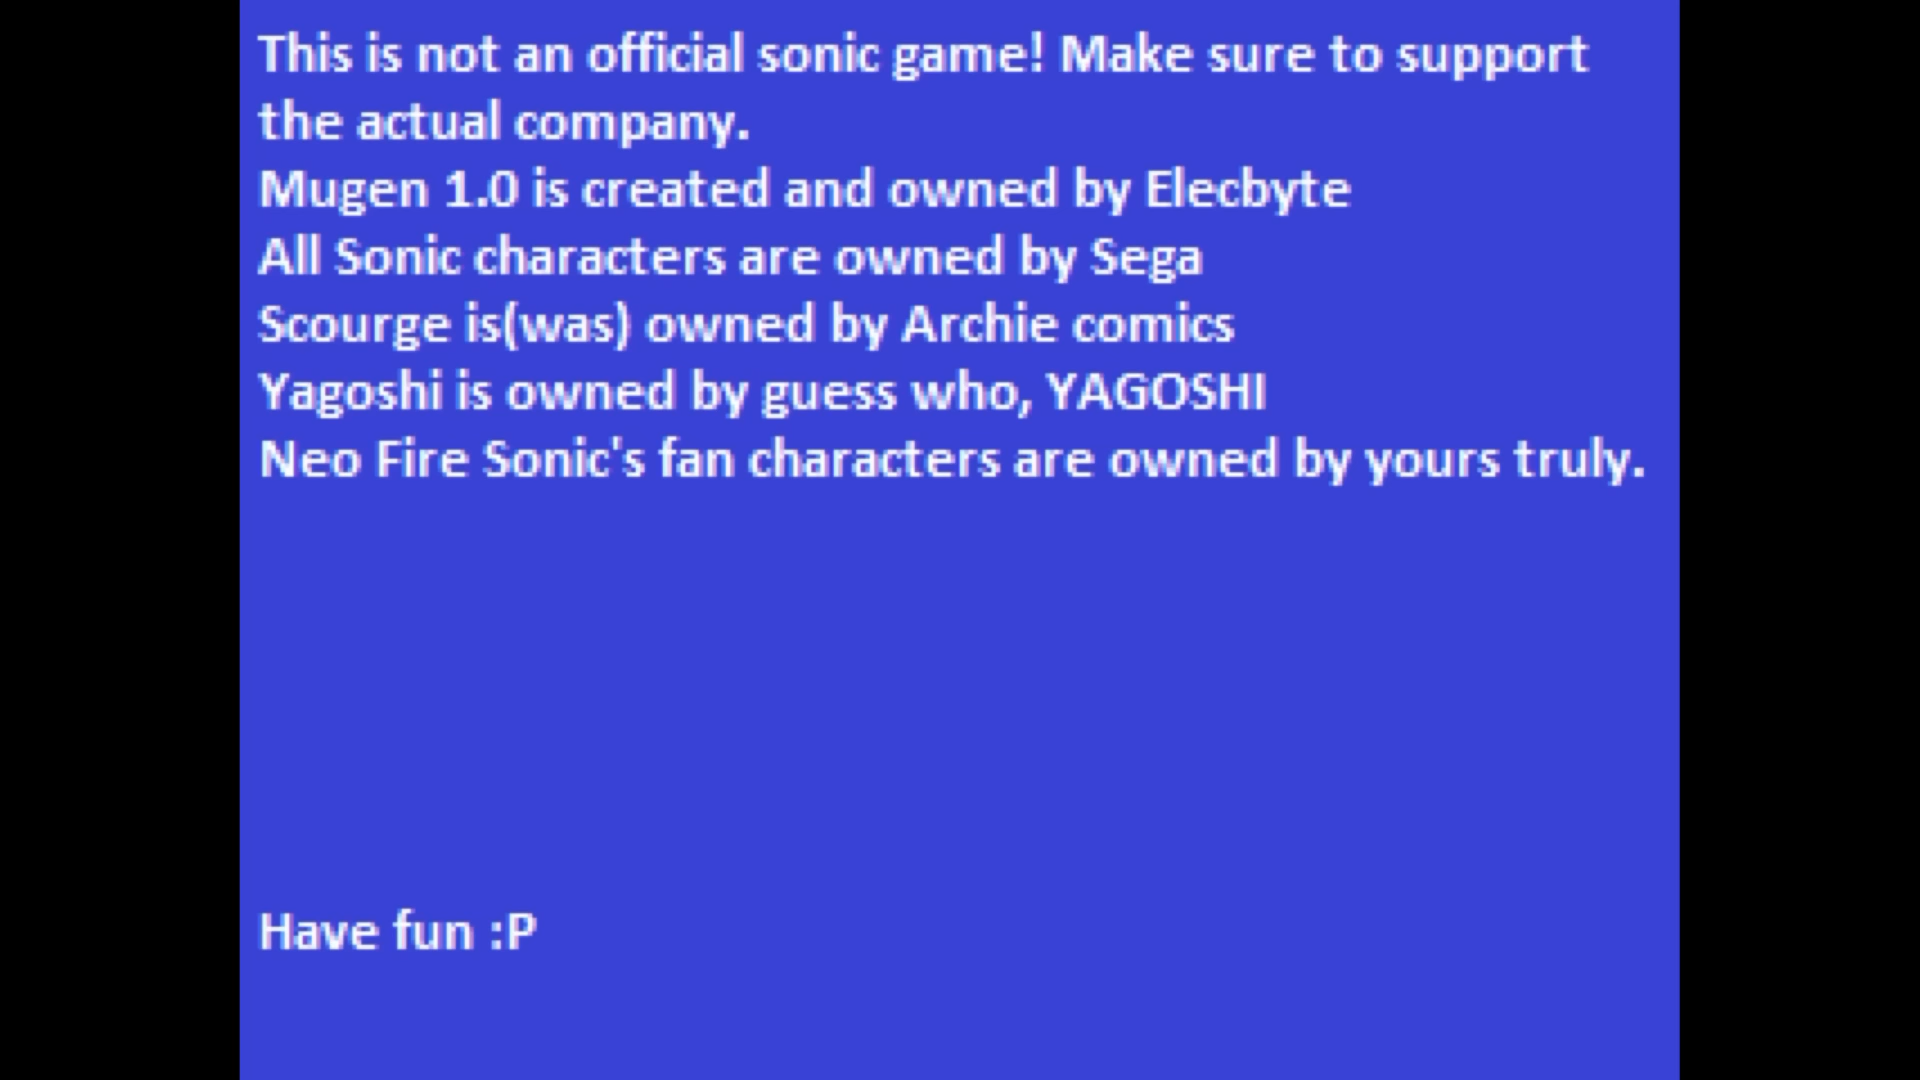 This is not an official sonic game! Make sure to support
the actual company.
Mugen 1.0 is created and owned by Elecbyte
All Sonic characters are owned by Sega
Scourge is(was) owned by Archie comics
Yagoshi is owned by guess who, YAGOSHI
Neo Fire Sonic's fan characters are owned by yours truly.
Have fun :P